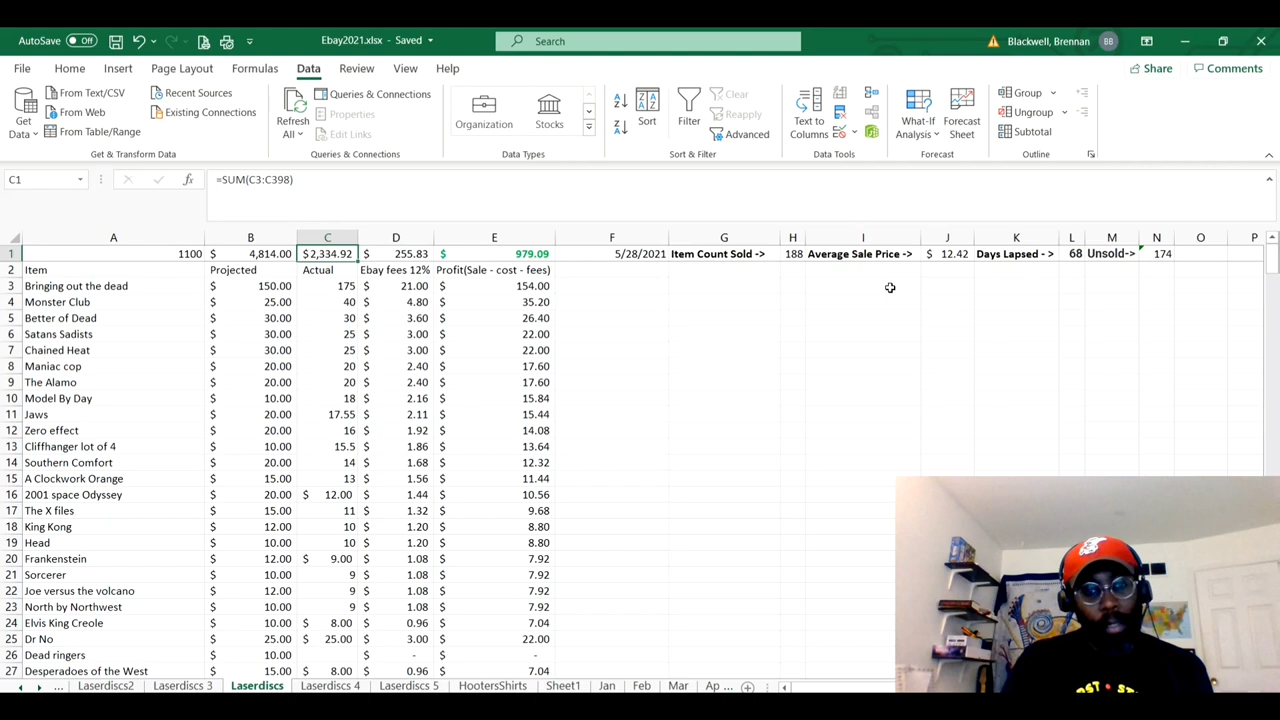 AutoSave Off Ebay2021.xlsx - Saved Search Blackwell, Brennan BB
File Home Insert Page Layout Formulas Data Review View Help Share Comments
Get Data From Text/CSV From Web From Table/Range Recent Sources Existing Connections
Get & Transform Data
Refresh All Queries & Connections Properties Edit Links
Queries & Connections
Organization Stocks
Data Types
Sort Filter Clear Reapply Advanced
Sort & Filter
Text to Columns
Data Tools
What-If Analysis Forecast Sheet
Forecast
Group Ungroup Subtotal
Outline
C1 fx =SUM(C3:C398)
A B C D E F G H I J K L M N O P
1 1100 $ 4,814.00 $2,334.92 $ 255.83 $ 979.09 5/28/2021 Item Count Sold -> 188 Average Sale Price -> $ 12.42 Days Lapsed - > 68 Unsold-> 174
2 Item Projected Actual Ebay fees 12% Profit(Sale - cost - fees)
3 Bringing out the dead $ 150.00 175 $ 21.00 $ 154.00
4 Monster Club $ 25.00 40 $ 4.80 $ 35.20
5 Better of Dead $ 30.00 30 $ 3.60 $ 26.40
6 Satans Sadists $ 30.00 25 $ 3.00 $ 22.00
7 Chained Heat $ 30.00 25 $ 3.00 $ 22.00
8 Maniac cop $ 20.00 20 $ 2.40 $ 17.60
9 The Alamo $ 20.00 20 $ 2.40 $ 17.60
10 Model By Day $ 10.00 18 $ 2.16 $ 15.84
11 Jaws $ 20.00 17.55 $ 2.11 $ 15.44
12 Zero effect $ 20.00 16 $ 1.92 $ 14.08
13 Cliffhanger lot of 4 $ 10.00 15.5 $ 1.86 $ 13.64
14 Southern Comfort $ 20.00 14 $ 1.68 $ 12.32
15 A Clockwork Orange $ 15.00 13 $ 1.56 $ 11.44
16 2001 space Odyssey $ 20.00 $ 12.00 $ 1.44 $ 10.56
17 The X files $ 15.00 11 $ 1.32 $ 9.68
18 King Kong $ 12.00 10 $ 1.20 $ 8.80
19 Head $ 10.00 10 $ 1.20 $ 8.80
20 Frankenstein $ 12.00 $ 9.00 $ 1.08 $ 7.92
21 Sorcerer $ 10.00 9 $ 1.08 $ 7.92
22 Joe versus the volcano $ 12.00 9 $ 1.08 $ 7.92
23 North by Northwest $ 10.00 9 $ 1.08 $ 7.92
24 Elvis King Creole $ 10.00 $ 8.00 $ 0.96 $ 7.04
25 Dr No $ 25.00 $ 25.00 $ 3.00 $ 22.00
26 Dead ringers $ 10.00 $ - $ -
27 Desperadoes of the West $ 15.00 $ 8.00 $ 0.96 $ 7.04
... Laserdiscs2 Laserdiscs 3 Laserdiscs Laserdiscs 4 Laserdiscs 5 HootersShirts Sheet1 Jan Feb Mar Ap ...